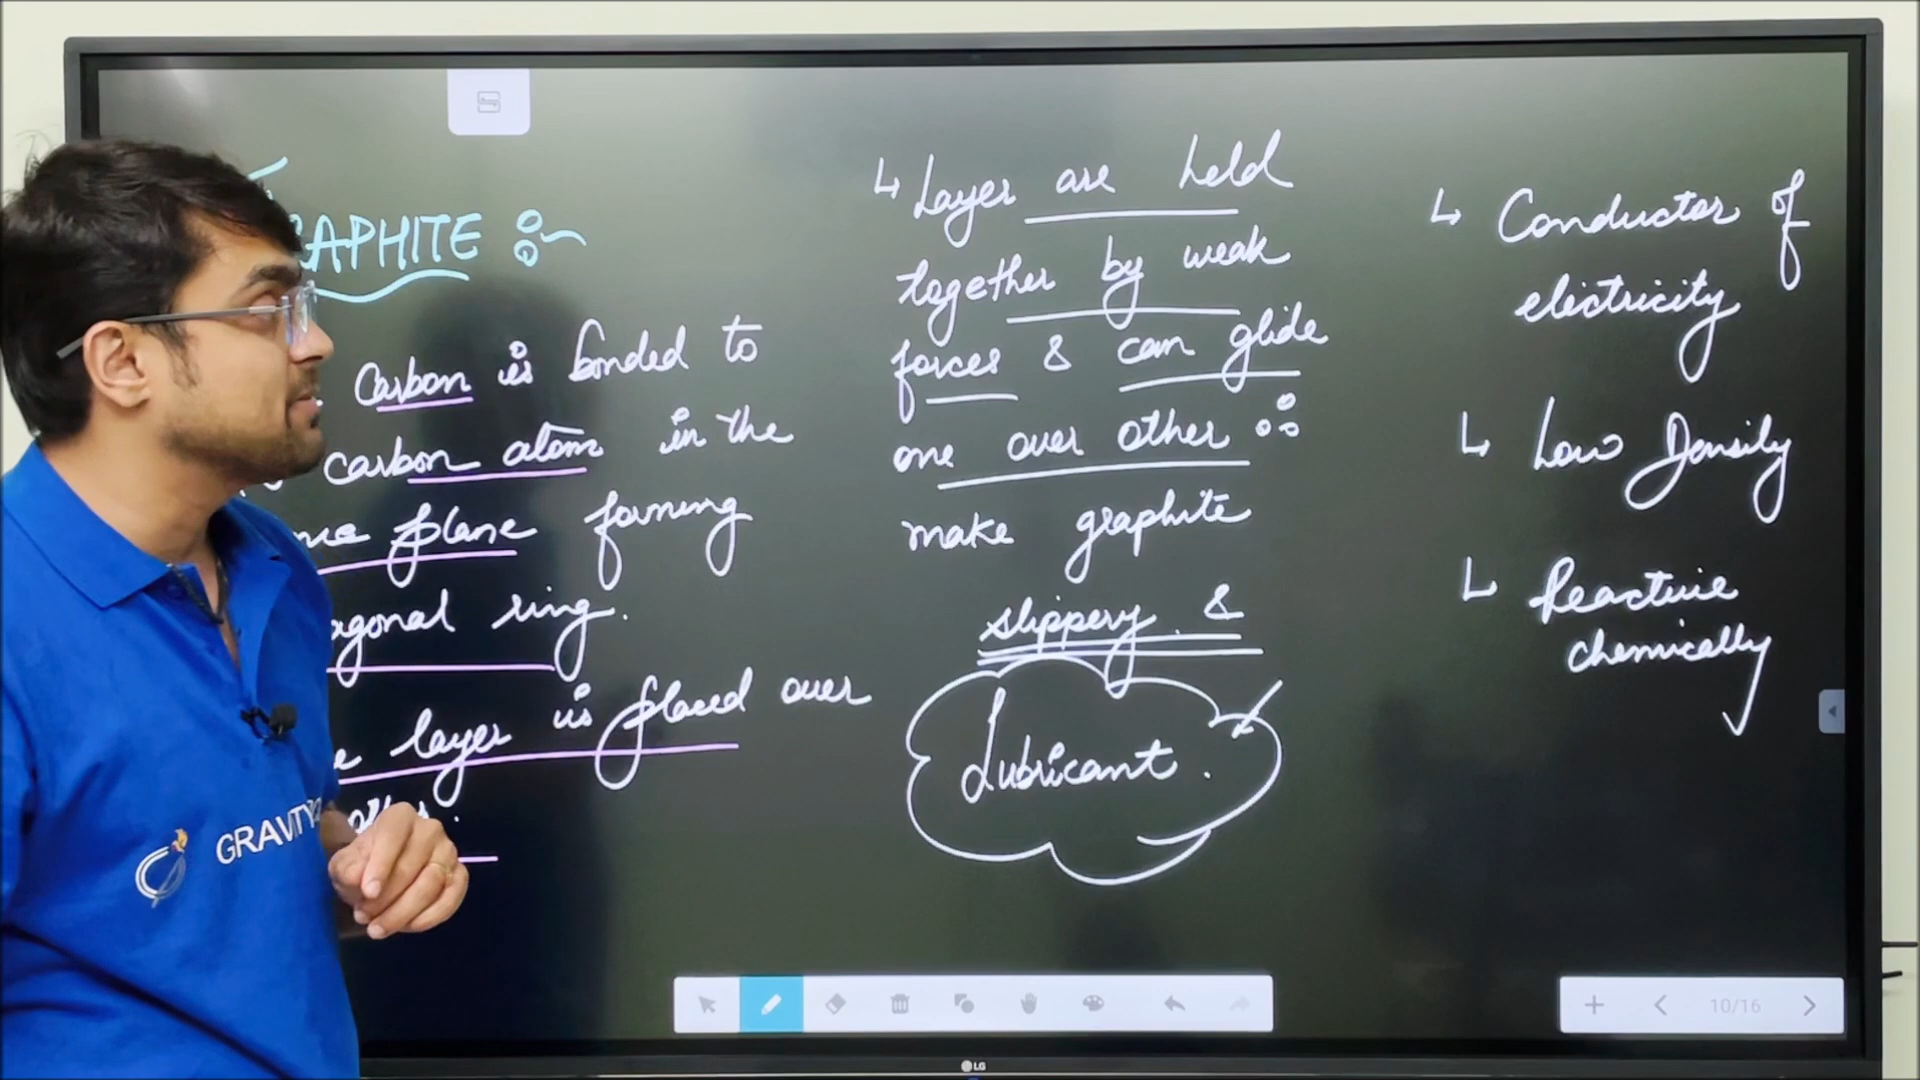 RAPHITE :~
Carbon is bonded to
carbon atom in the
plane forming
agonal ring.
layer is placed over
other.
↳ Layer are held
together by weak
forces & can glide
one over other ∴
make graphite
slippery &
Lubricant.
↳ Conductor of
electricity
↳ Low Density
↳ Reactive
chemically
GRAVITY
10/16
LG